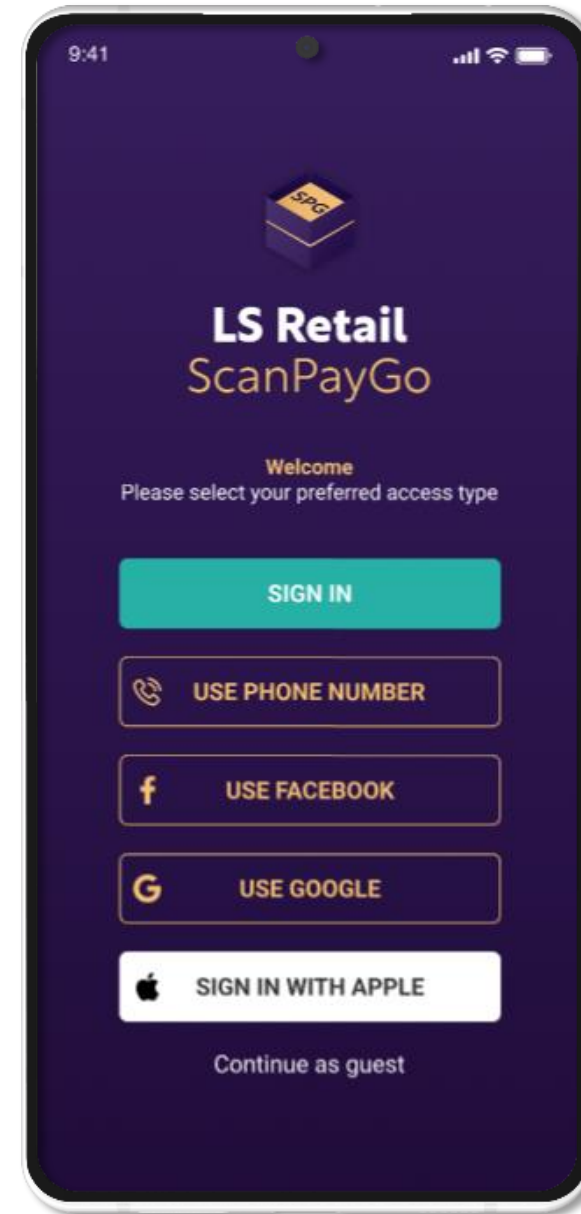 9:41
SPG
LS Retail
ScanPayGo
Welcome
Please select your preferred access type
SIGN IN
USE PHONE NUMBER
f USE FACEBOOK
G USE GOOGLE
SIGN IN WITH APPLE
Continue as guest